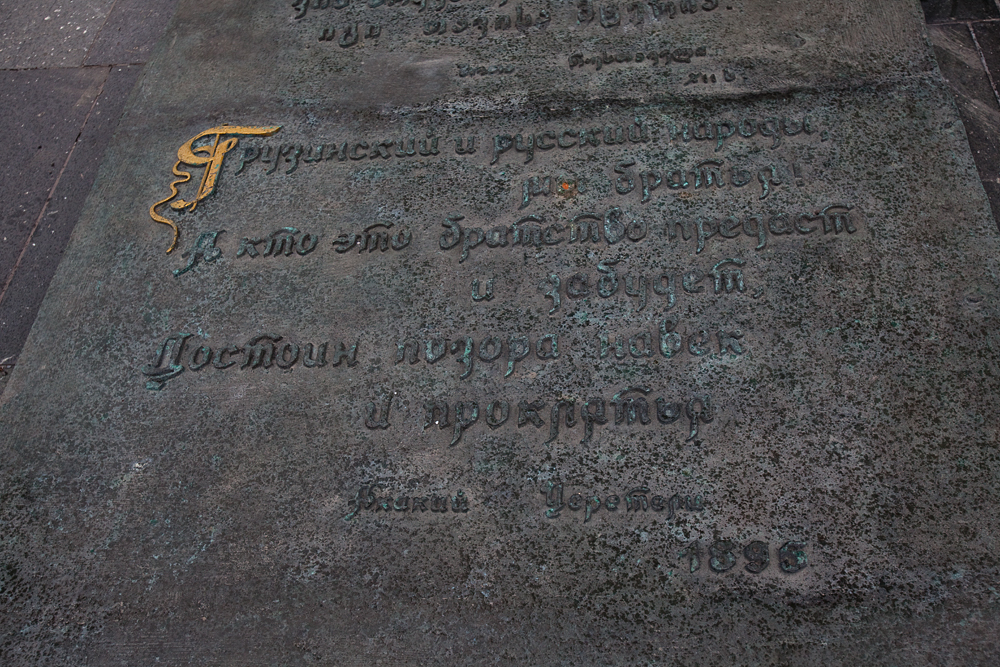 Грузинский и русский народы,
мы братья!
А кто это братство предаст
и забудет
Достоин позора навек
и проклятья
Акакий Церетели
1896